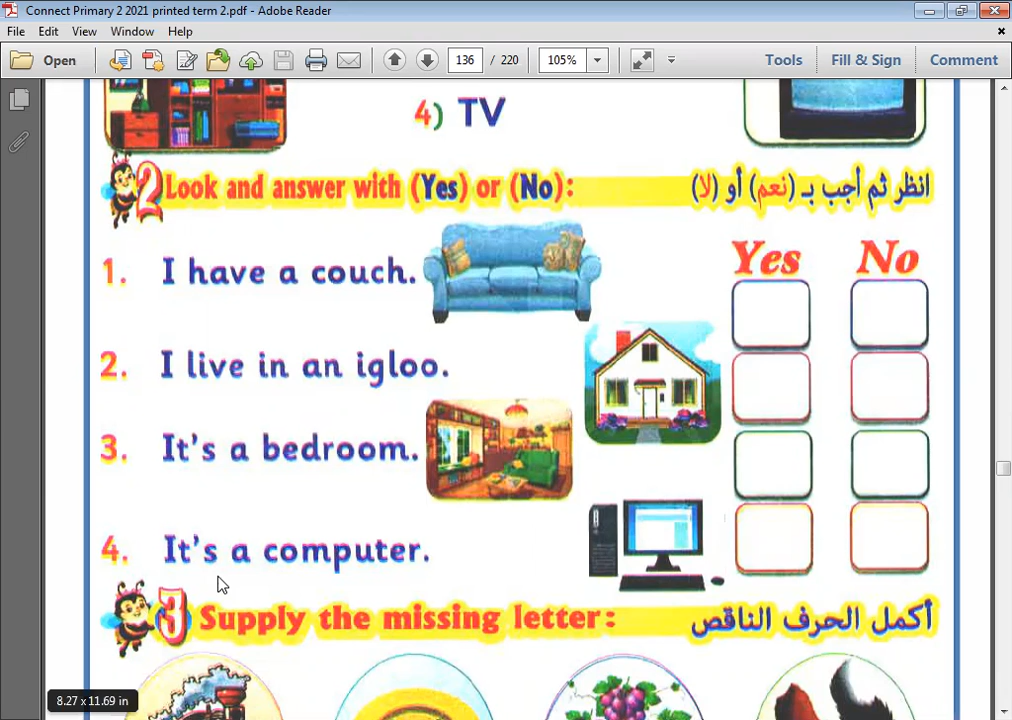 Connect Primary 2 2021 printed term 2.pdf - Adobe Reader
File Edit View Window Help
Open 136 / 220 105% Tools Fill & Sign Comment
4) TV
2 Look and answer with (Yes) or (No): انظر ثم أجب بـ (نعم) أو (لا)
Yes No
1. I have a couch.
2. I live in an igloo.
3. It's a bedroom.
4. It's a computer.
3 Supply the missing letter: أكمل الحرف الناقص
8.27 x 11.69 in